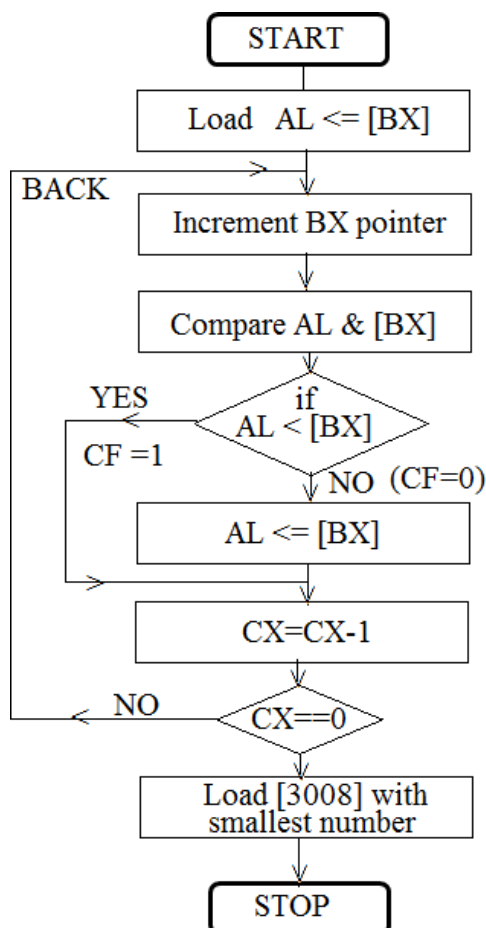 START
Load AL <= [BX]
BACK
Increment BX pointer
Compare AL & [BX]
YES
if
AL < [BX]
CF =1
NO (CF=0)
AL <= [BX]
CX=CX-1
NO
CX==0
Load [3008] with
smallest number
STOP